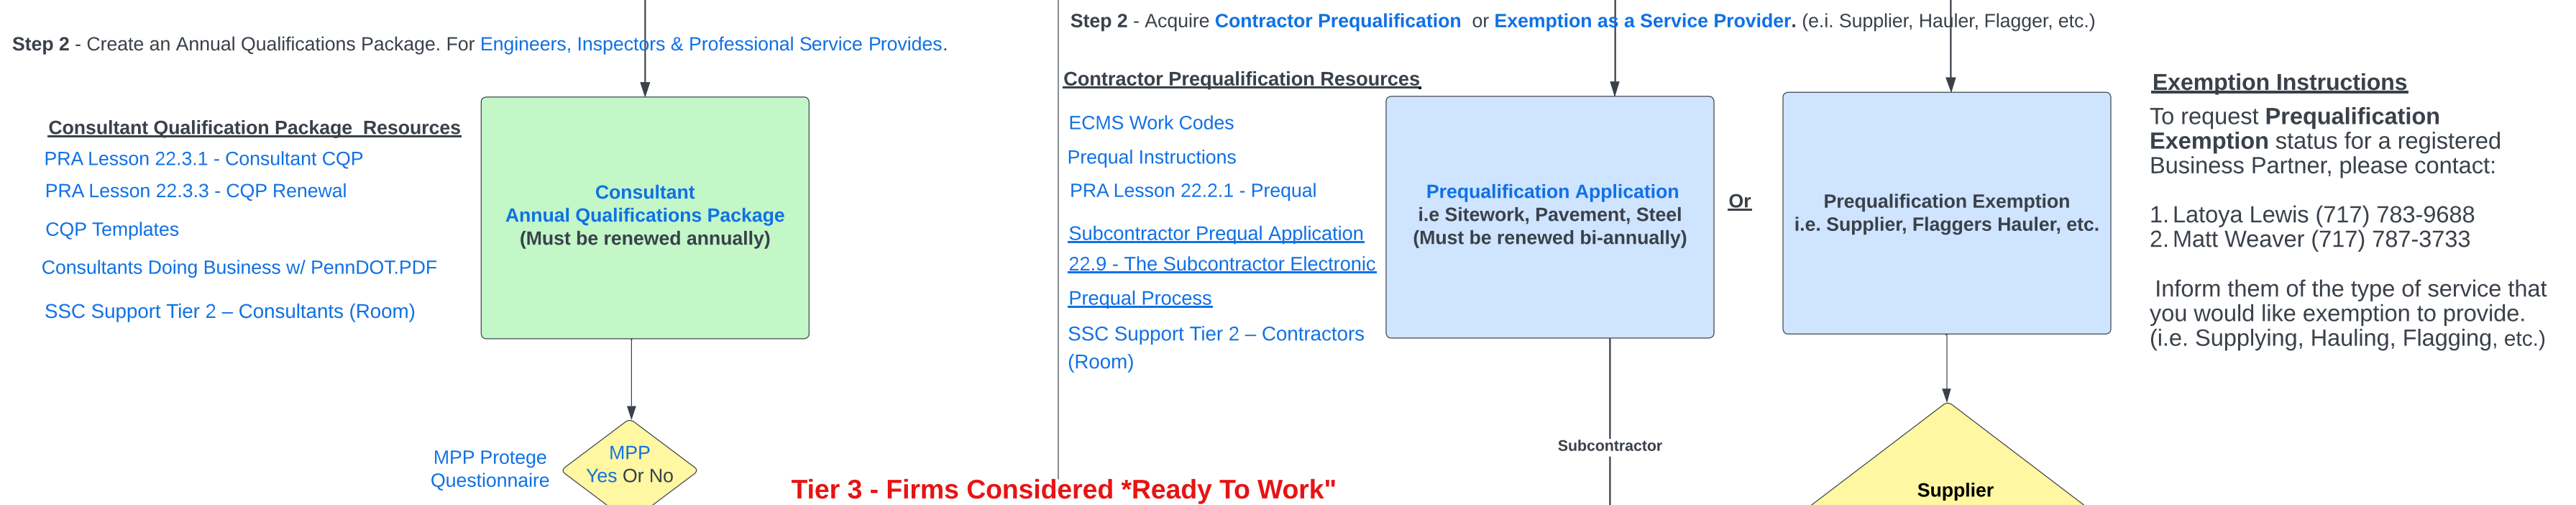 Step 2 - Create an Annual Qualifications Package. For Engineers, Inspectors & Professional Service Provides.
Consultant Qualification Package  Resources
PRA Lesson 22.3.1 - Consultant CQP
PRA Lesson 22.3.3 - CQP Renewal
CQP Templates
Consultants Doing Business w/ PennDOT.PDF
SSC Support Tier 2 – Consultants (Room)
Consultant
Annual Qualifications Package
(Must be renewed annually)
MPP Protege
Questionnaire
MPP
Yes Or No
Step 2 - Acquire Contractor Prequalification  or Exemption as a Service Provider. (e.i. Supplier, Hauler, Flagger, etc.)
Contractor Prequalification Resources
ECMS Work Codes
Prequal Instructions
PRA Lesson 22.2.1 - Prequal
Subcontractor Prequal Application
22.9 - The Subcontractor Electronic
Prequal Process
SSC Support Tier 2 – Contractors
(Room)
Prequalification Application
i.e Sitework, Pavement, Steel
(Must be renewed bi-annually)
Or
Prequalification Exemption
i.e. Supplier, Flaggers Hauler, etc.
Exemption Instructions
To request Prequalification
Exemption status for a registered
Business Partner, please contact:
1. Latoya Lewis (717) 783-9688
2. Matt Weaver (717) 787-3733
Inform them of the type of service that
you would like exemption to provide.
(i.e. Supplying, Hauling, Flagging, etc.)
Subcontractor
Supplier
Tier 3 - Firms Considered *Ready To Work"